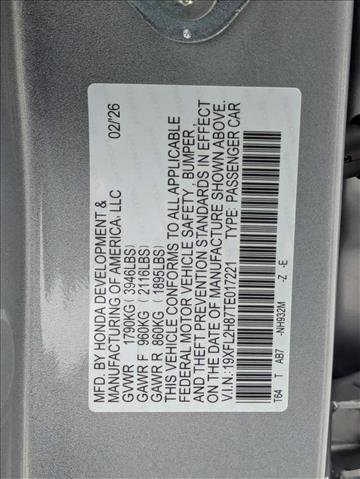 MFD. BY HONDA DEVELOPMENT & 02/'26
MANUFACTURING OF AMERICA, LLC
GVWR 1790KG ( 3946LBS)
GAWR F 960KG ( 2116LBS)
GAWR R 860KG ( 1895LBS)
THIS VEHICLE CONFORMS TO ALL APPLICABLE
FEDERAL MOTOR VEHICLE SAFETY , BUMPER ,
AND THEFT PREVENTION STANDARDS IN EFFECT
ON THE DATE OF MANUFACTURE SHOWN ABOVE.
V.I.N.:19XFL2H87TE017221 TYPE: PASSENGER CAR
T64 T AB7 -NH932M -Z -E